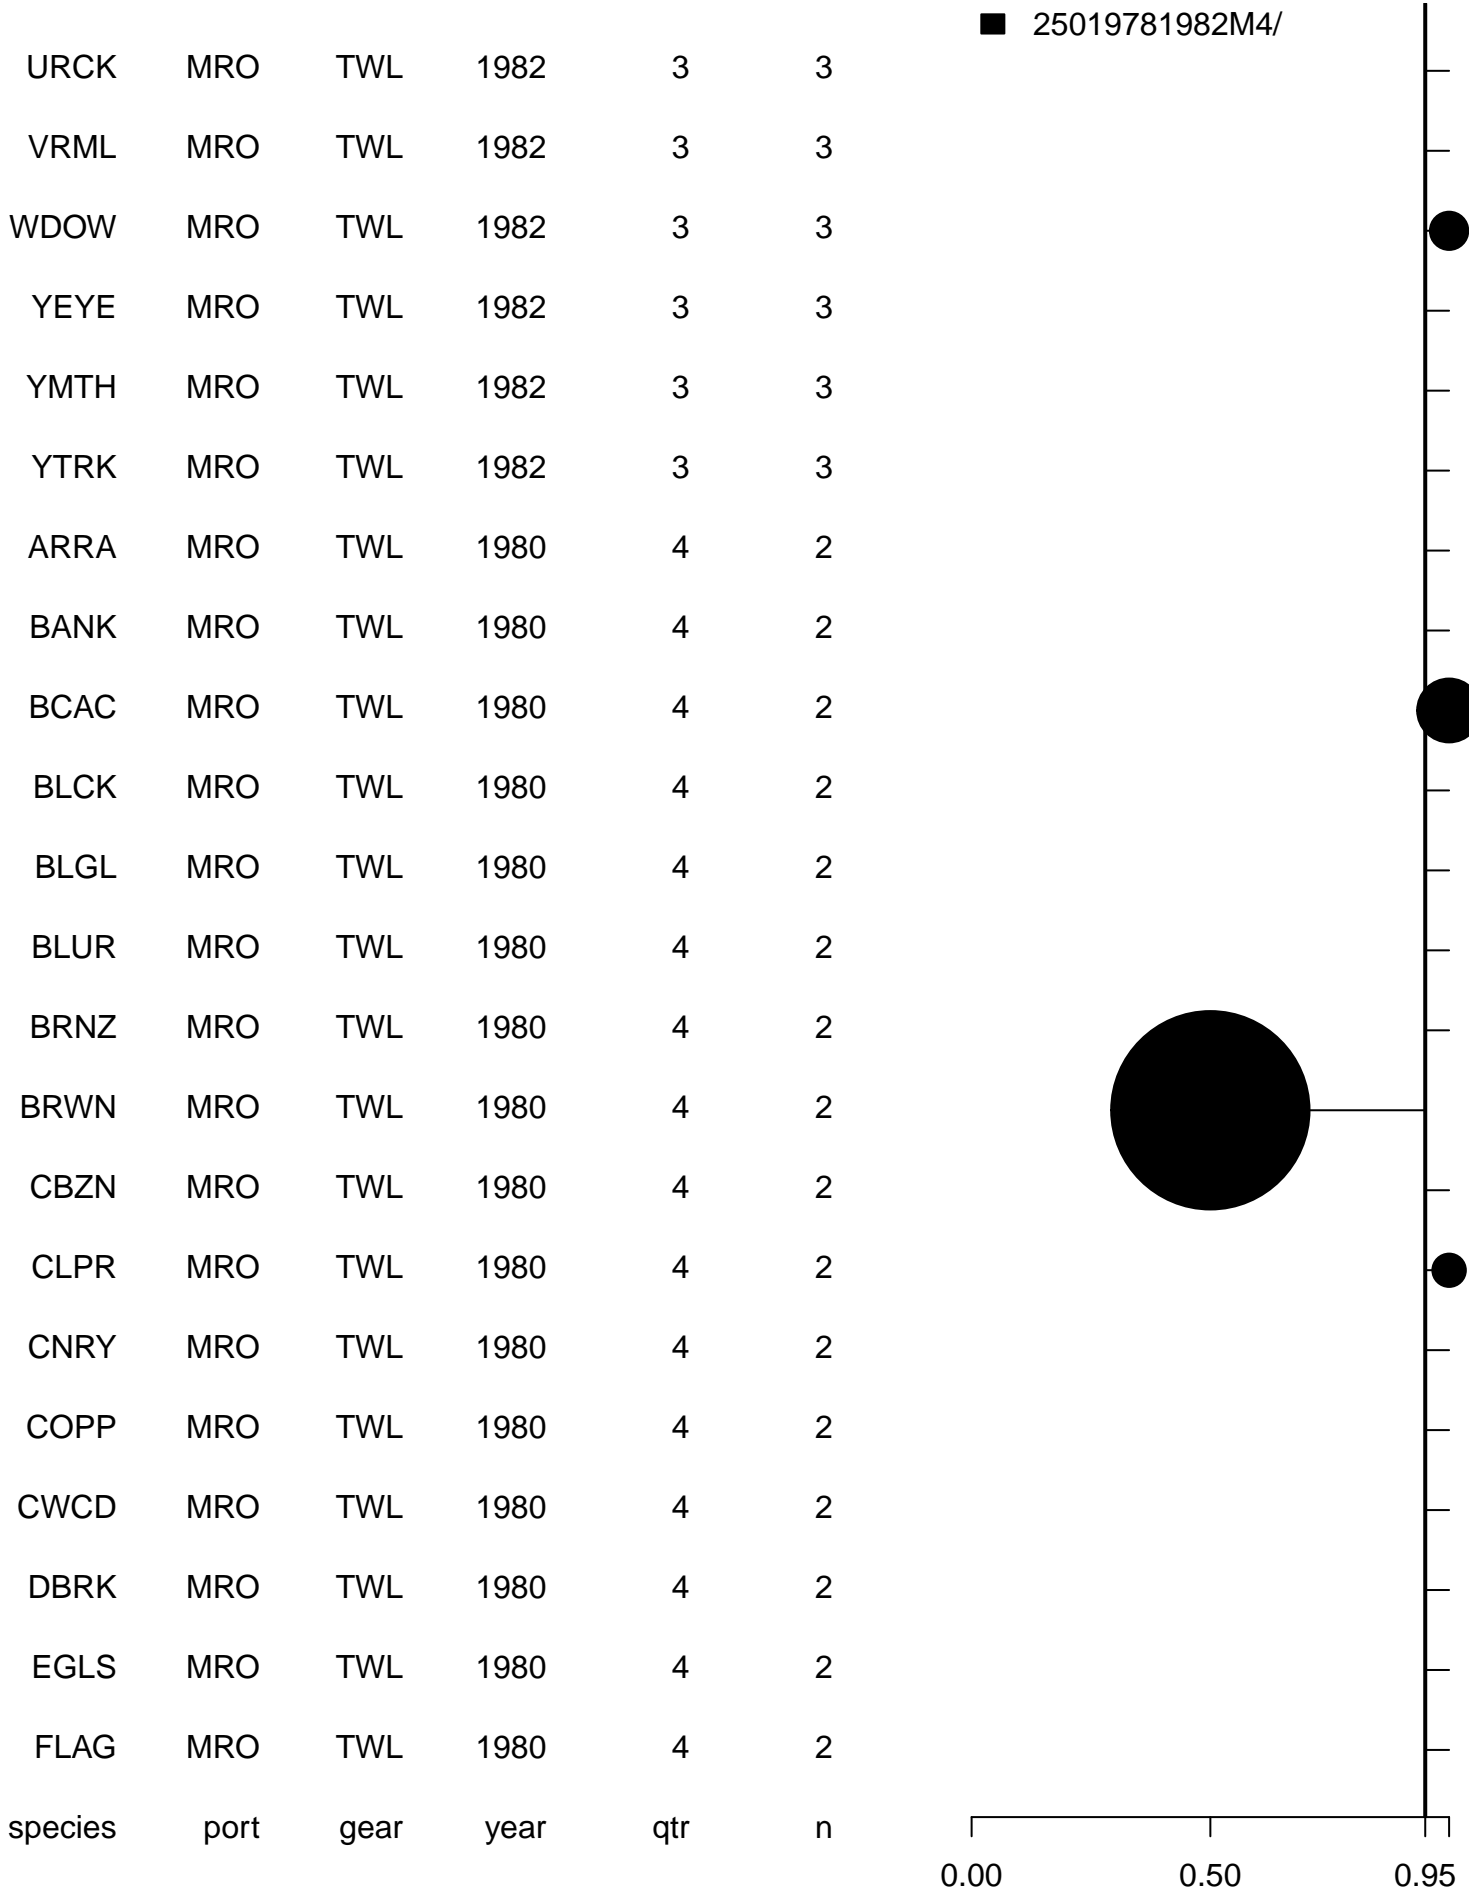 25019781982M4/
URCK MRO TWL 1982 3 3
VRML MRO TWL 1982 3 3
WDOW MRO TWL 1982 3 3
YEYE MRO TWL 1982 3 3
YMTH MRO TWL 1982 3 3
YTRK MRO TWL 1982 3 3
ARRA MRO TWL 1980 4 2
BANK MRO TWL 1980 4 2
BCAC MRO TWL 1980 4 2
BLCK MRO TWL 1980 4 2
BLGL MRO TWL 1980 4 2
BLUR MRO TWL 1980 4 2
BRNZ MRO TWL 1980 4 2
BRWN MRO TWL 1980 4 2
CBZN MRO TWL 1980 4 2
CLPR MRO TWL 1980 4 2
CNRY MRO TWL 1980 4 2
COPP MRO TWL 1980 4 2
CWCD MRO TWL 1980 4 2
DBRK MRO TWL 1980 4 2
EGLS MRO TWL 1980 4 2
FLAG MRO TWL 1980 4 2
species port gear year qtr n
0.00 0.50 0.95